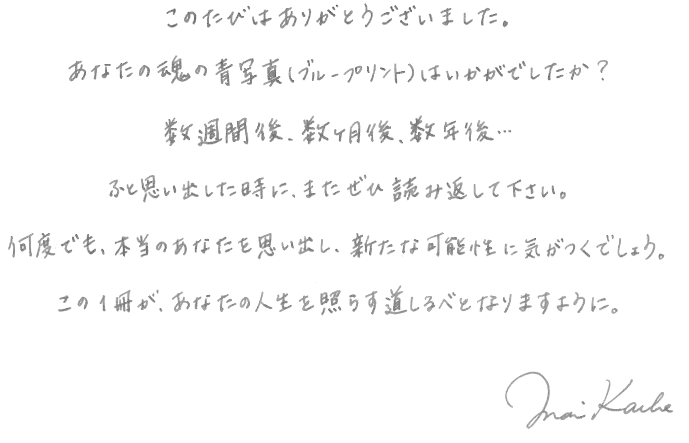 このたびはありがとうございました。
あなたの魂の青写真(ブループリント)はいかがでしたか?
数週間後、数ヶ月後、数年後…
ふと思い出した時に、またぜひ読み返して下さい。
何度でも、本当のあなたを思い出し、新たな可能性に気がつくでしょう。
この1冊が、あなたの人生を照らす道しるべとなりますように。